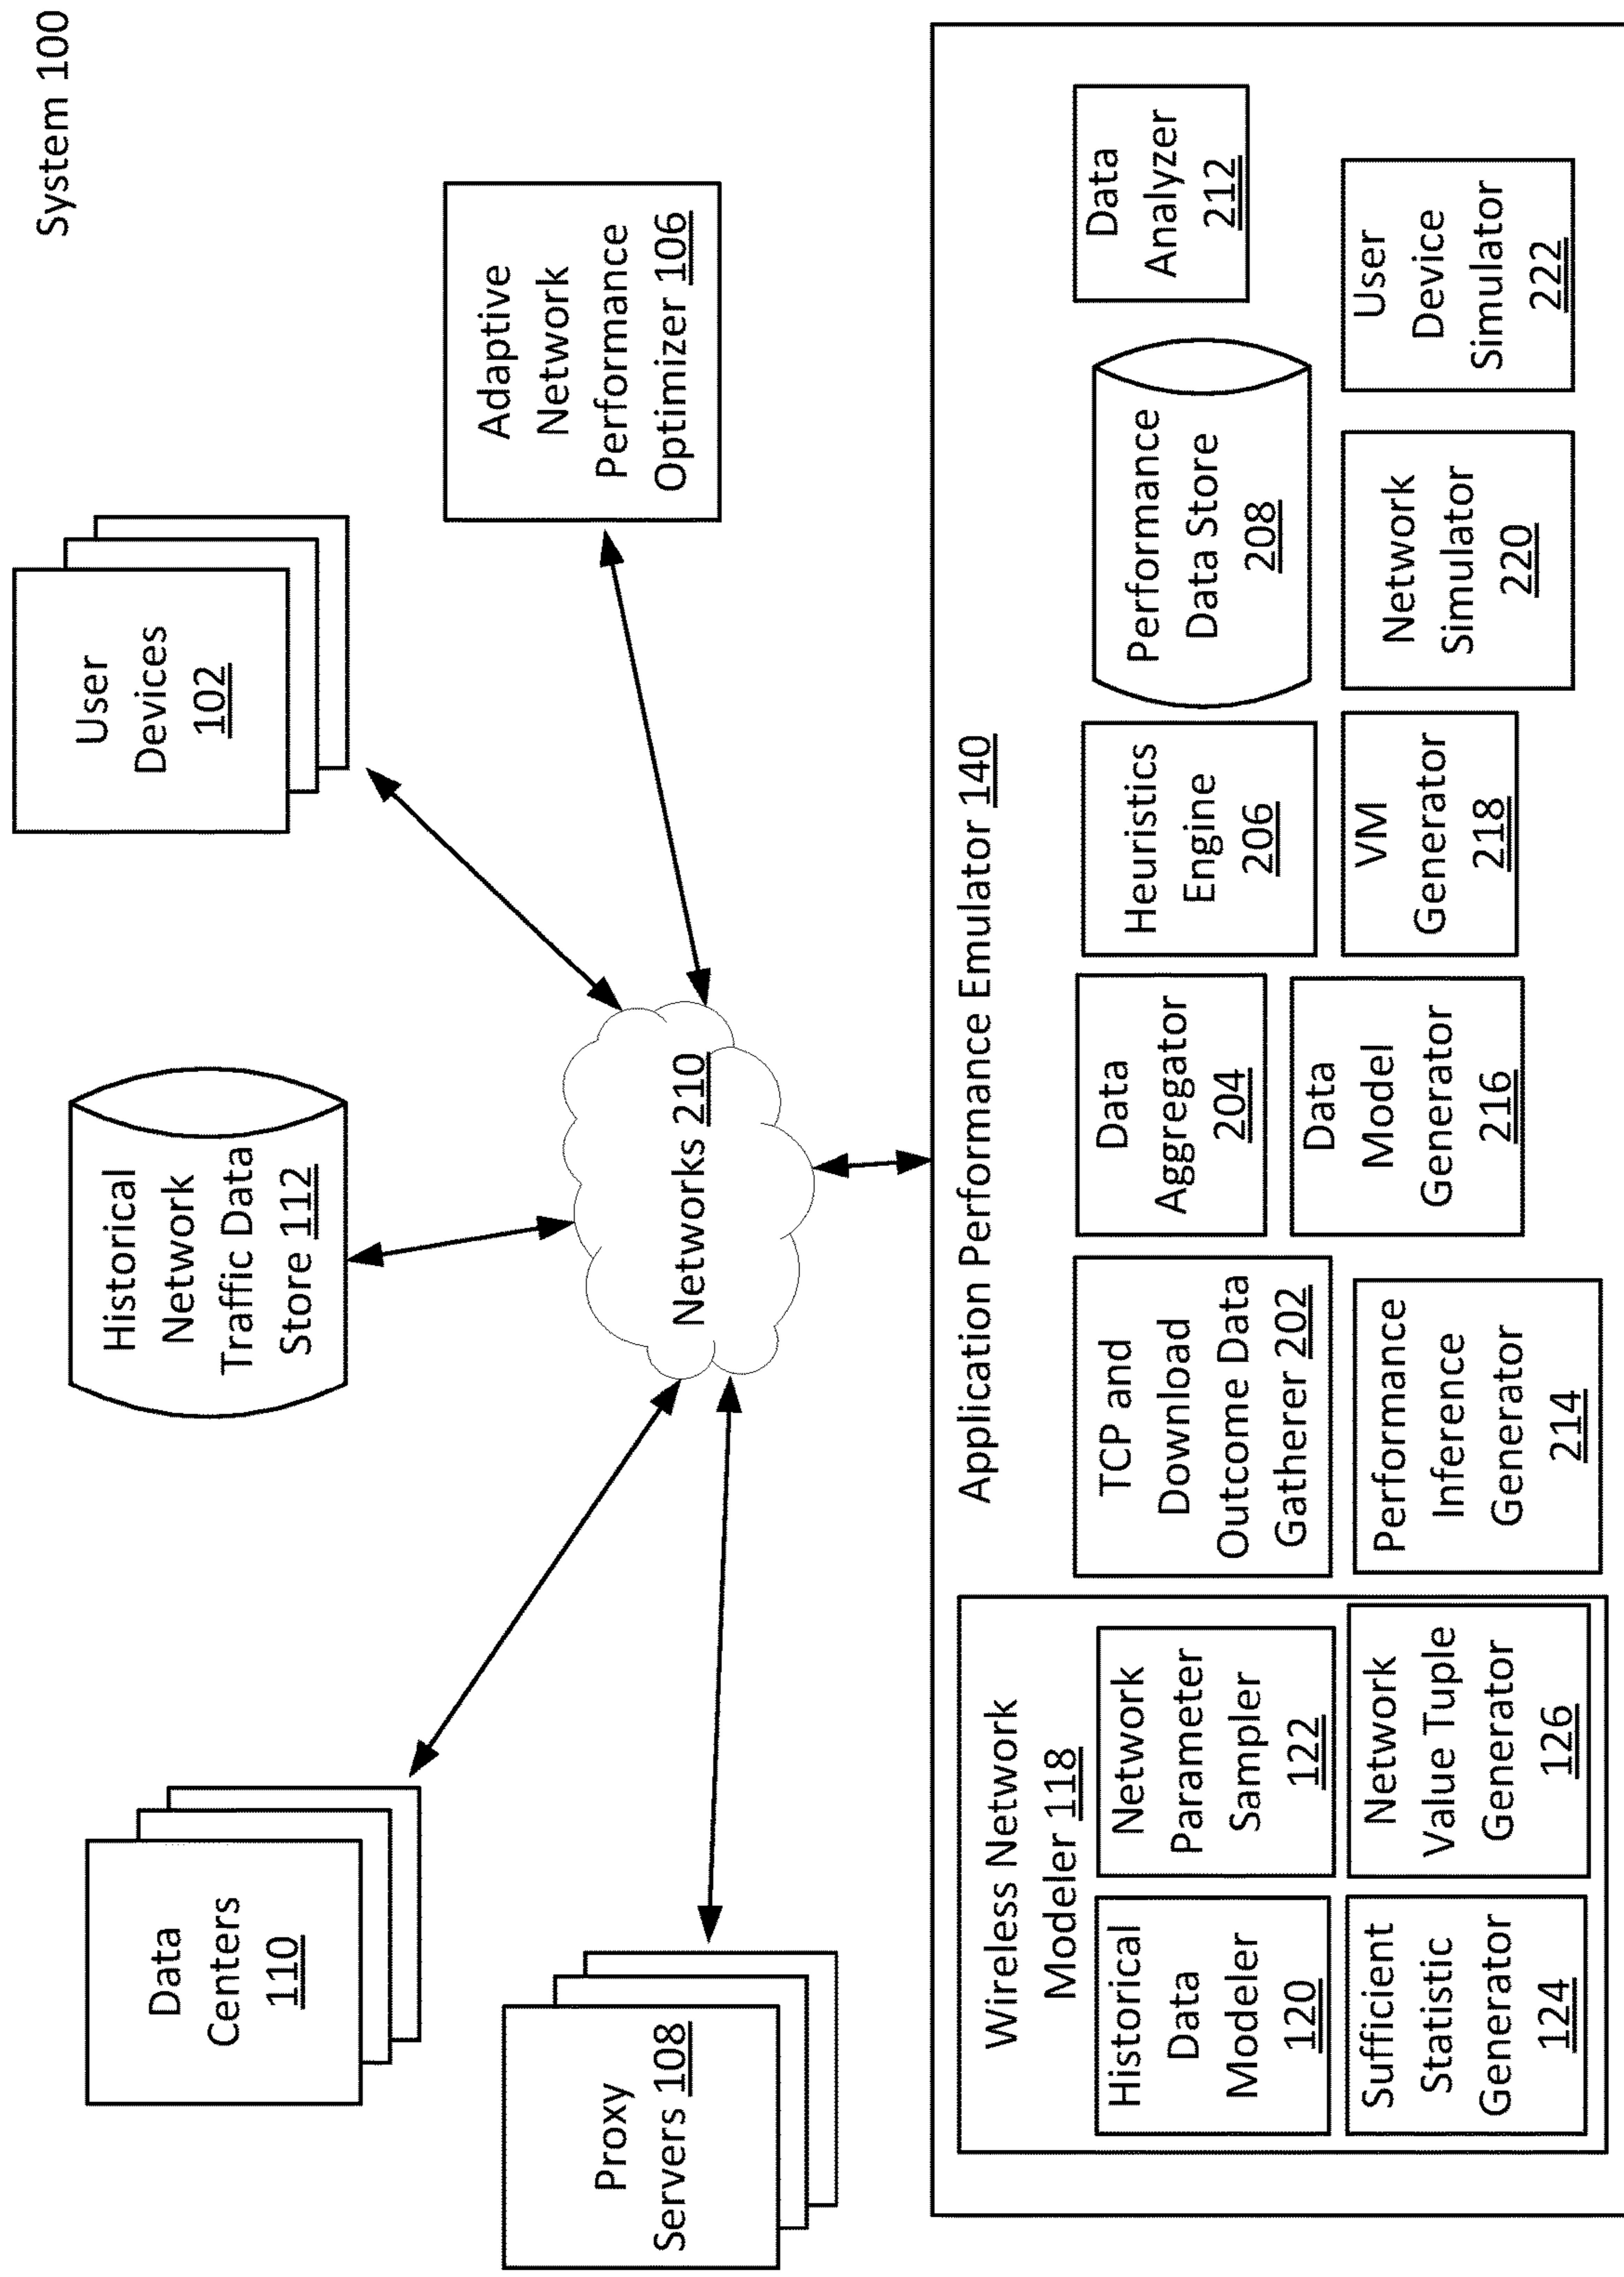 System 100
User
Devices
102
Historical
Network
Traffic Data
Store 112
Data
Centers
110
Adaptive
Network
Performance
Optimizer 106
Proxy
Servers 108
Networks 210
Application Performance Emulator 140
Wireless Network
Modeler 118
Historical
Data
Modeler
120
Network
Parameter
Sampler
122
Sufficient
Statistic
Generator
124
Network
Value Tuple
Generator
126
TCP and
Download
Outcome Data
Gatherer 202
Data
Aggregator
204
Heuristics
Engine
206
Performance
Data Store
208
Data
Analyzer
212
Performance
Inference
Generator
214
Data
Model
Generator
216
VM
Generator
218
Network
Simulator
220
User
Device
Simulator
222